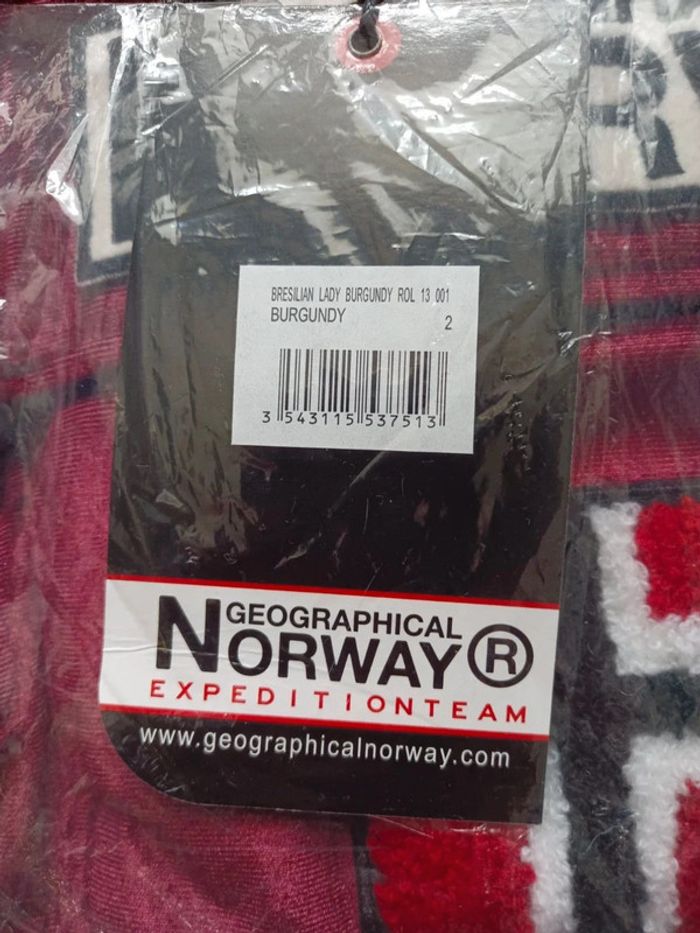 BRESILIAN LADY BURGUNDY ROL 13 001
BURGUNDY 2
3 543115 537513
GEOGRAPHICAL
NORWAY®
EXPEDITIONTEAM
www.geographicalnorway.com